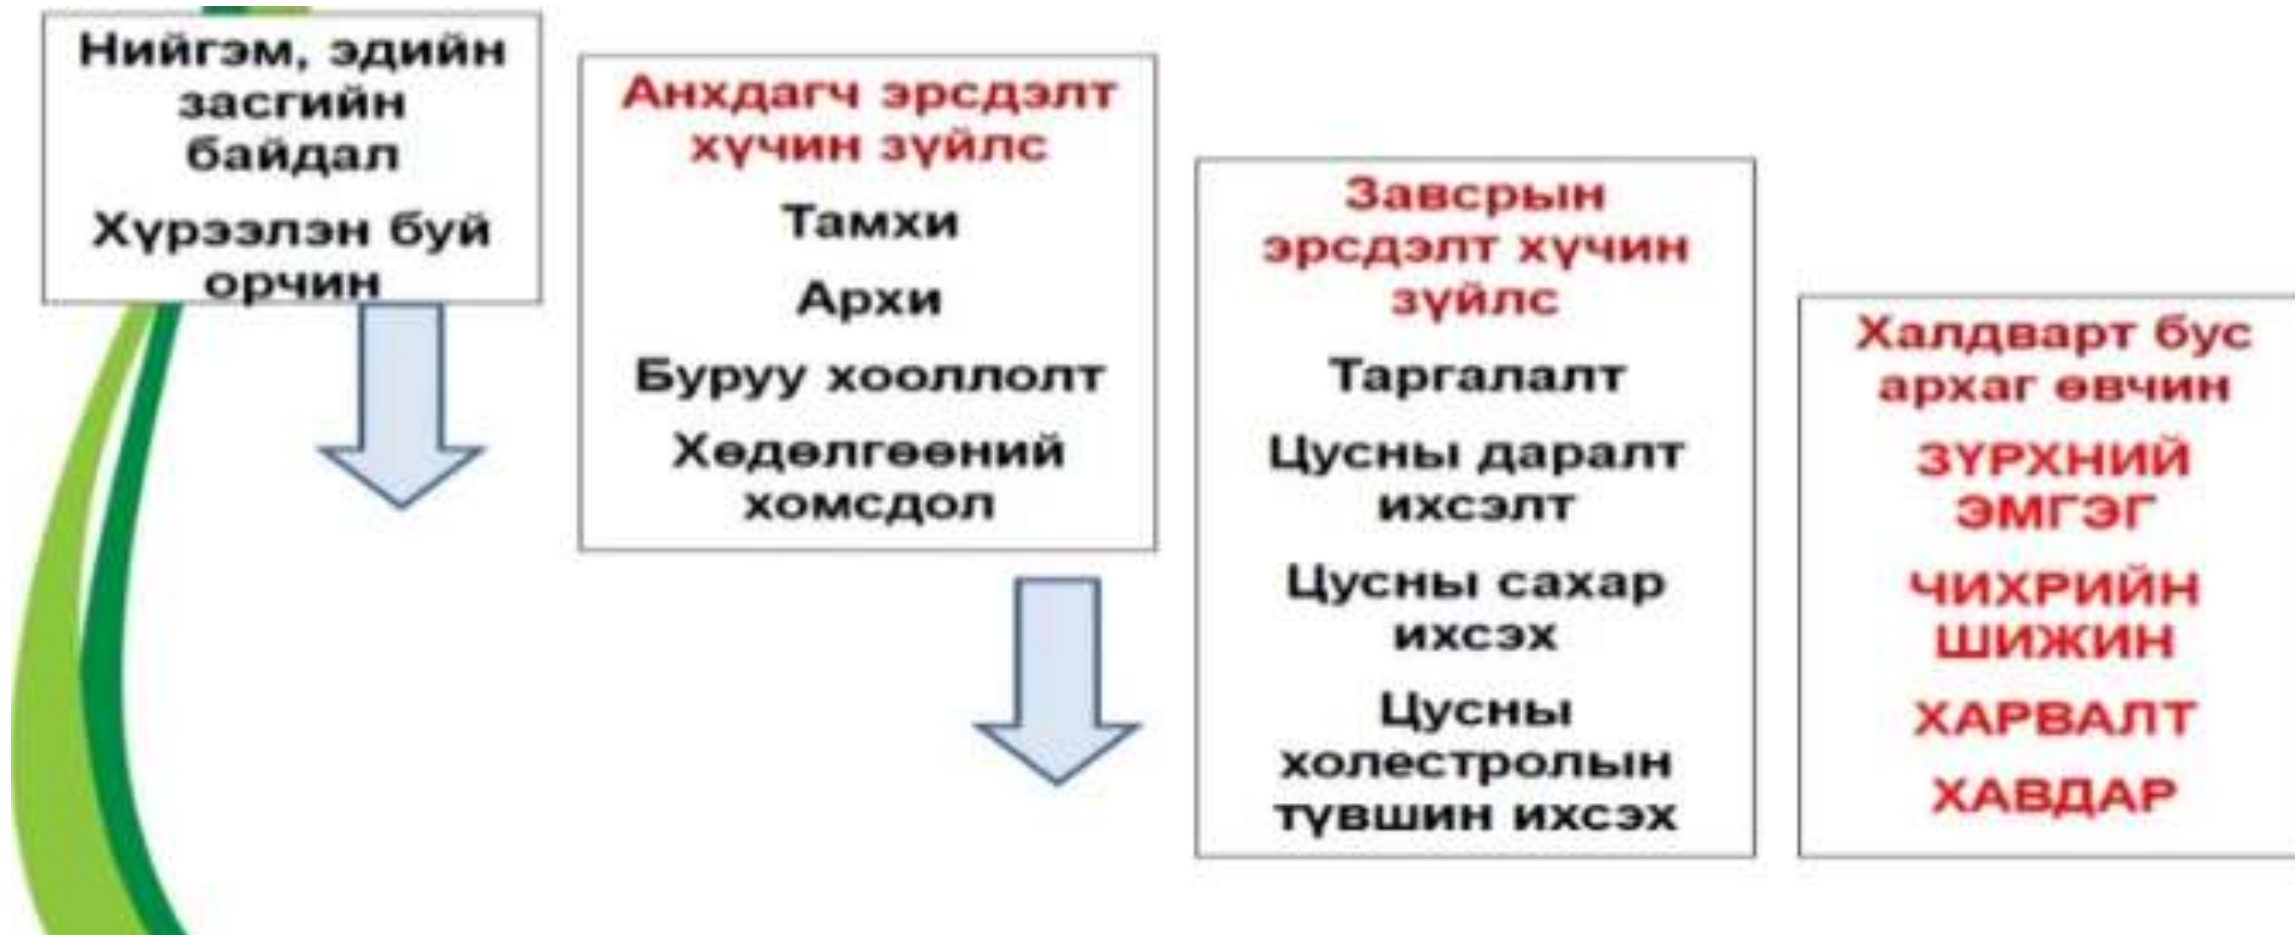 Нийгэм, эдийн
засгийн
байдал
Хүрээлэн буй
орчин
Анхдагч эрсдэлт
хүчин зүйлс
Тамхи
Архи
Буруу хооллолт
Хөдөлгөөний
хомсдол
Завсрын
эрсдэлт хүчин
зүйлс
Таргалалт
Цусны даралт
ихсэлт
Цусны сахар
ихсэх
Цусны
холестролын
түвшин ихсэх
Халдварт бус
архаг өвчин
ЗҮРХНИЙ
ЭМГЭГ
ЧИХРИЙН
ШИЖИН
ХАРВАЛТ
ХАВДАР